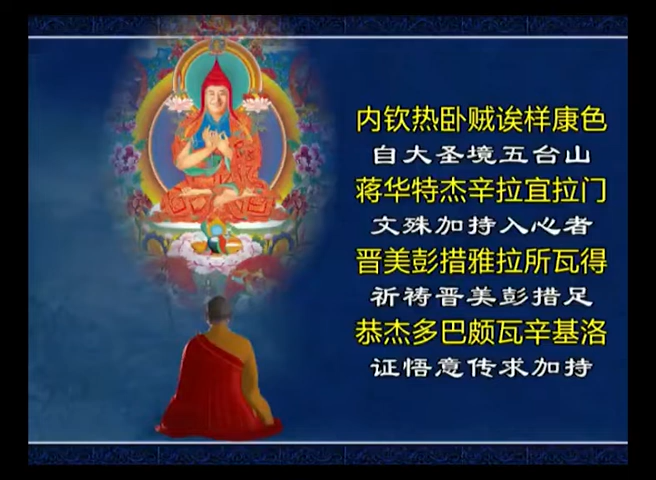 内钦热卧贼诶样康色
自大圣境五台山
蒋华特杰辛拉宜拉门
文殊加持入心者
晋美彭措雅拉所瓦得
祈祷晋美彭措足
恭杰多巴颇瓦辛基洛
证悟意传求加持